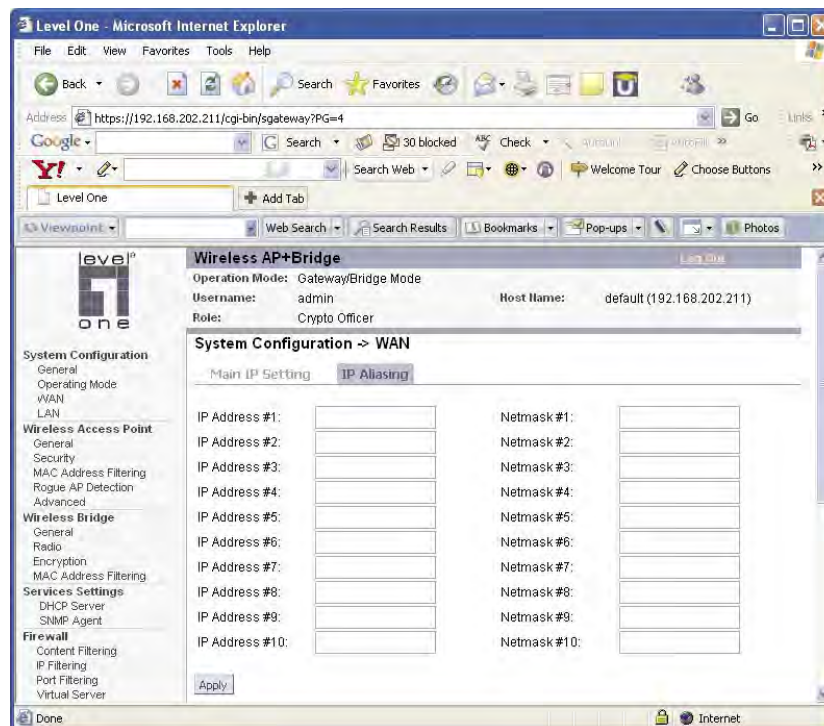 Level One - Microsoft Internet Explorer
File Edit View Favorites Tools Help
Back Search Favorites
Address https://192.168.202.211/cgi-bin/sgateway?PG=4 Go Links
Google Search 30 blocked ABC Check
Y! Search Web Welcome Tour Choose Buttons
Level One Add Tab
Viewpoint Web Search Search Results Bookmarks Pop-ups Photos
level
one
Wireless AP+Bridge Log Out
Operation Mode: Gateway/Bridge Mode
Username: admin Host Name: default (192.168.202.211)
Role: Crypto Officer
System Configuration
General
Operating Mode
WAN
LAN
Wireless Access Point
General
Security
MAC Address Filtering
Rogue AP Detection
Advanced
Wireless Bridge
General
Radio
Encryption
MAC Address Filtering
Services Settings
DHCP Server
SNMP Agent
Firewall
Content Filtering
IP Filtering
Port Filtering
Virtual Server
System Configuration -> WAN
Main IP Setting IP Aliasing
IP Address #1: Netmask #1:
IP Address #2: Netmask #2:
IP Address #3: Netmask #3:
IP Address #4: Netmask #4:
IP Address #5: Netmask #5:
IP Address #6: Netmask #6:
IP Address #7: Netmask #7:
IP Address #8: Netmask #8:
IP Address #9: Netmask #9:
IP Address #10: Netmask #10:
Apply
Done Internet